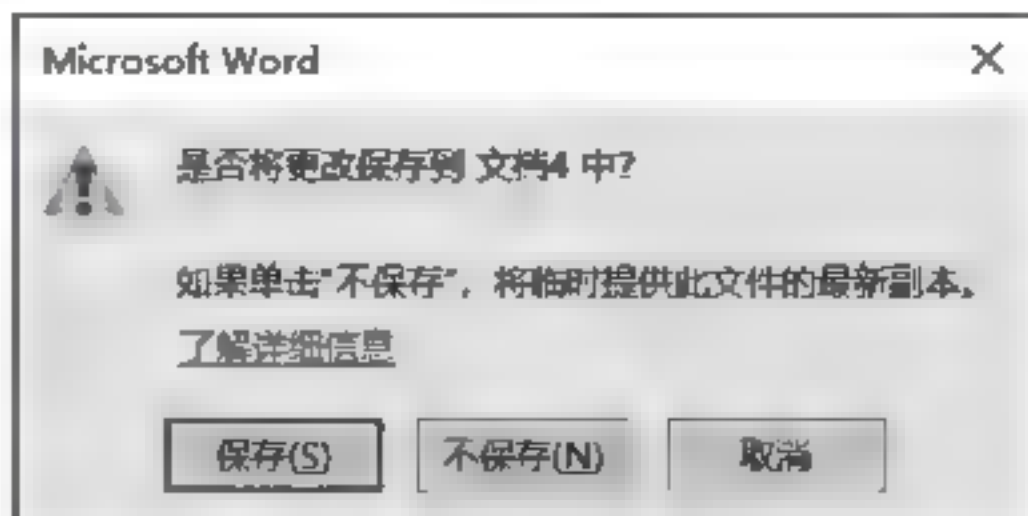 Microsoft Word
是否将更改保存到 文档4 中?
如果单击"不保存"，将临时提供此文件的最新副本。
了解详细信息
保存(S) 不保存(N) 取消